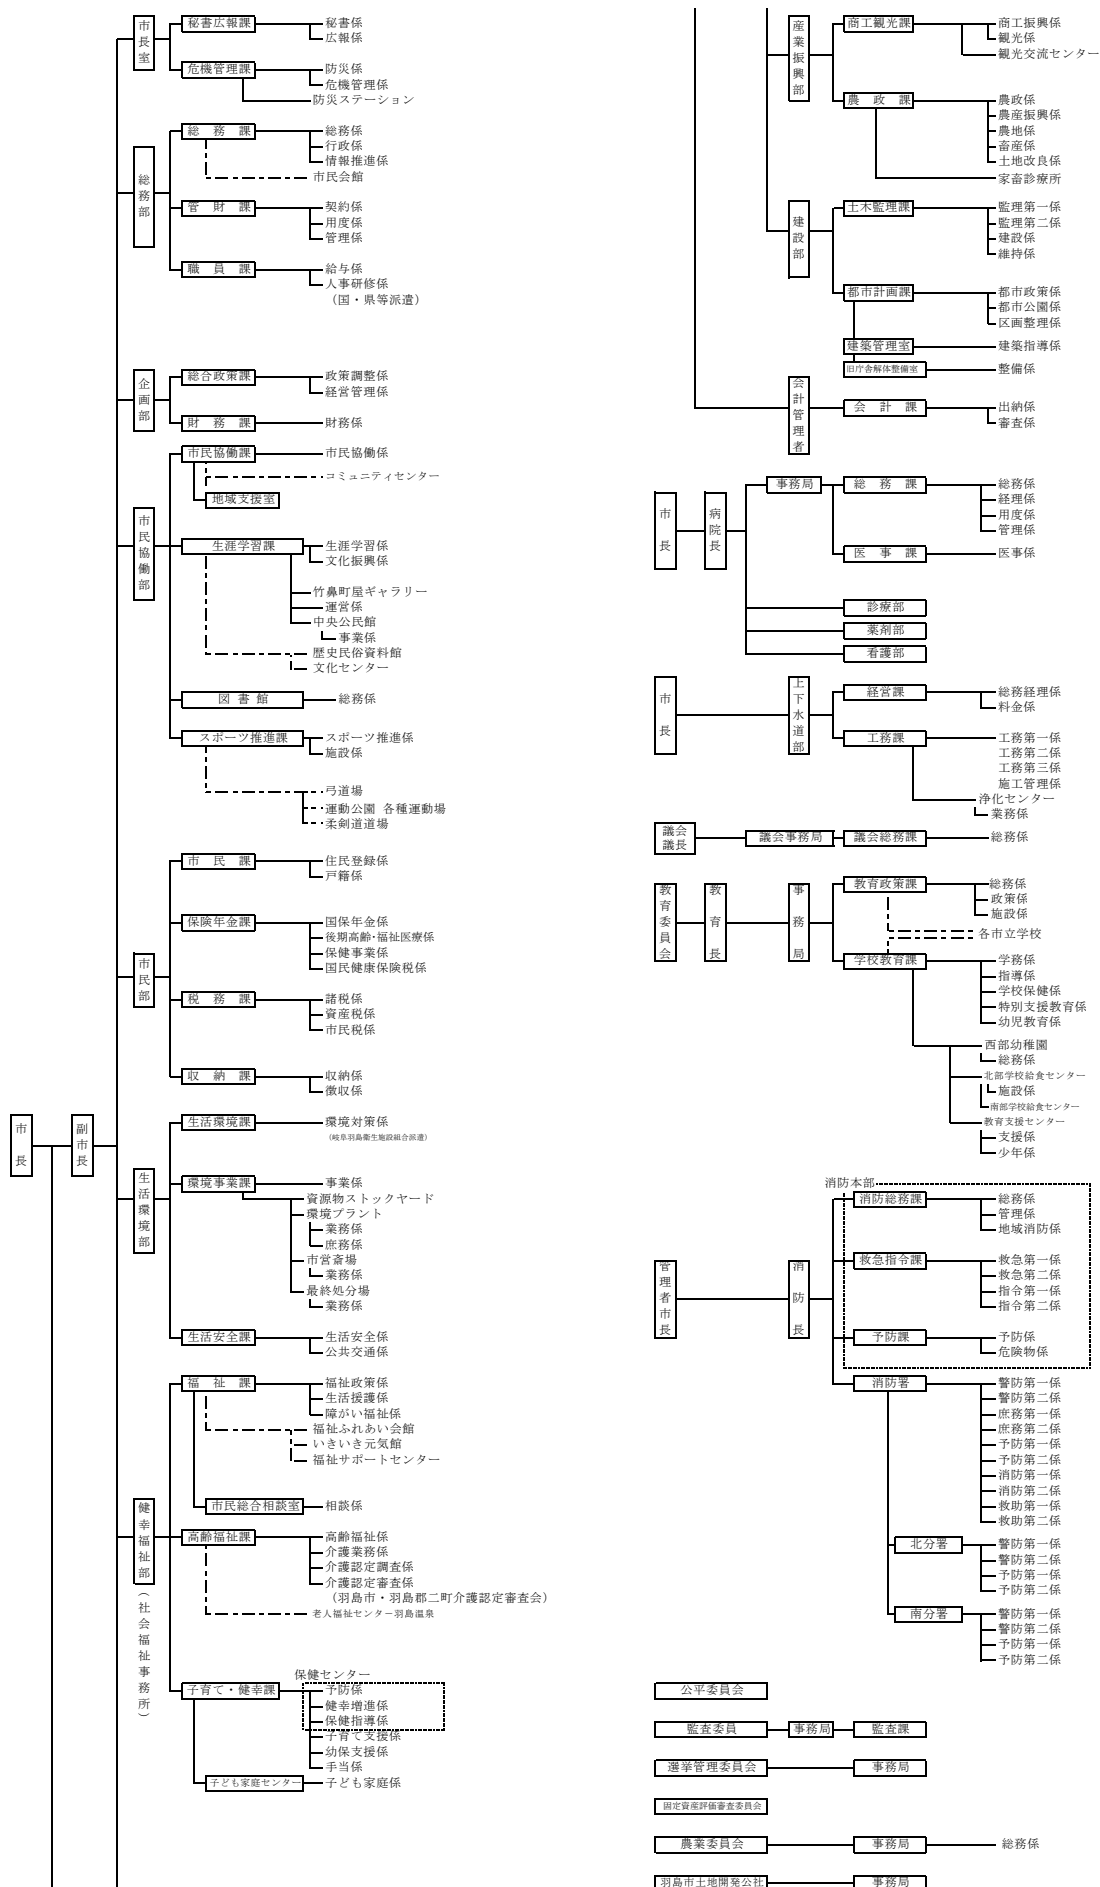 市長
副市長
市長室
秘書広報課
秘書係
広報係
危機管理課
防災係
危機管理係
防災ステーション
総務部
総務課
総務係
行政係
情報推進係
市民会館
管財課
契約係
用度係
管理係
職員課
給与係
人事研修係
（国・県等派遣）
企画部
総合政策課
政策調整係
経営管理係
財務課
財務係
市民協働部
市民協働課
市民協働係
コミュニティセンター
地域支援室
生涯学習課
生涯学習係
文化振興係
竹鼻町屋ギャラリー
運営係
中央公民館
事業係
歴史民俗資料館
文化センター
図書館
総務係
スポーツ推進課
スポーツ推進係
施設係
弓道場
運動公園 各種運動場
柔剣道道場
市民部
市民課
住民登録係
戸籍係
保険年金課
国保年金係
後期高齢・福祉医療係
保健事業係
国民健康保険税係
税務課
諸税係
資産税係
市民税係
収納課
収納係
徴収係
生活環境部
生活環境課
環境対策係
（岐阜羽島衛生施設組合派遣）
環境事業課
事業係
資源物ストックヤード
環境プラント
業務係
庶務係
市営斎場
業務係
最終処分場
業務係
生活安全課
生活安全係
公共交通係
健幸福祉部（社会福祉事務所）
福祉課
福祉政策係
生活援護係
障がい福祉係
福祉ふれあい会館
いきいき元気館
福祉サポートセンター
市民総合相談室
相談係
高齢福祉課
高齢福祉係
介護業務係
介護認定調査係
介護認定審査係
（羽島市・羽島郡二町介護認定審査会）
老人福祉センター羽島温泉
保健センター
子育て・健幸課
予防係
健幸増進係
保健指導係
子育て支援係
幼保支援係
手当係
子ども家庭センター
子ども家庭係
産業振興部
商工観光課
商工振興係
観光係
観光交流センター
農政課
農政係
農産振興係
農地係
畜産係
土地改良係
家畜診療所
建設部
土木監理課
監理第一係
監理第二係
建設係
維持係
都市計画課
都市政策係
都市公園係
区画整理係
建築管理室
建築指導係
旧庁舎解体整備室
整備係
会計管理者
会計課
出納係
審査係
市長
病院長
事務局
総務課
総務係
経理係
用度係
管理係
医事課
医事係
診療部
薬剤部
看護部
市長
上下水道部
経営課
総務経理係
料金係
工務課
工務第一係
工務第二係
工務第三係
施工管理係
浄化センター
業務係
議会議長
議会事務局
議会総務課
総務係
教育委員会
教育長
事務局
教育政策課
総務係
政策係
施設係
各市立学校
学校教育課
学務係
指導係
学校保健係
特別支援教育係
幼児教育係
西部幼稚園
総務係
北部学校給食センター
施設係
南部学校給食センター
教育支援センター
支援係
少年係
消防本部
管理者市長
消防長
消防総務課
総務係
管理係
地域消防係
救急指令課
救急第一係
救急第二係
指令第一係
指令第二係
予防課
予防係
危険物係
消防署
警防第一係
警防第二係
庶務第一係
庶務第二係
予防第一係
予防第二係
消防第一係
消防第二係
救助第一係
救助第二係
北分署
警防第一係
警防第二係
予防第一係
予防第二係
南分署
警防第一係
警防第二係
予防第一係
予防第二係
公平委員会
監査委員
事務局
監査課
選挙管理委員会
事務局
固定資産評価審査委員会
農業委員会
事務局
総務係
羽島市土地開発公社
事務局